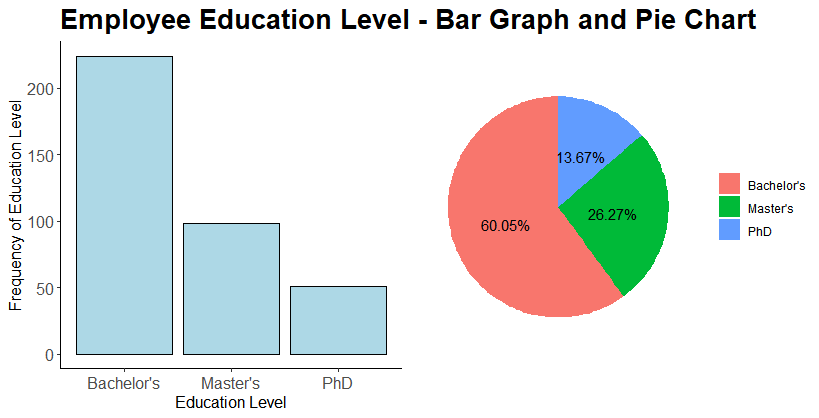 Employee Education Level - Bar Graph and Pie Chart
Frequency of Education Level
200
150
100
50
0
Bachelor's Master's PhD
Education Level
13.67%
26.27%
60.05%
Bachelor's
Master's
PhD